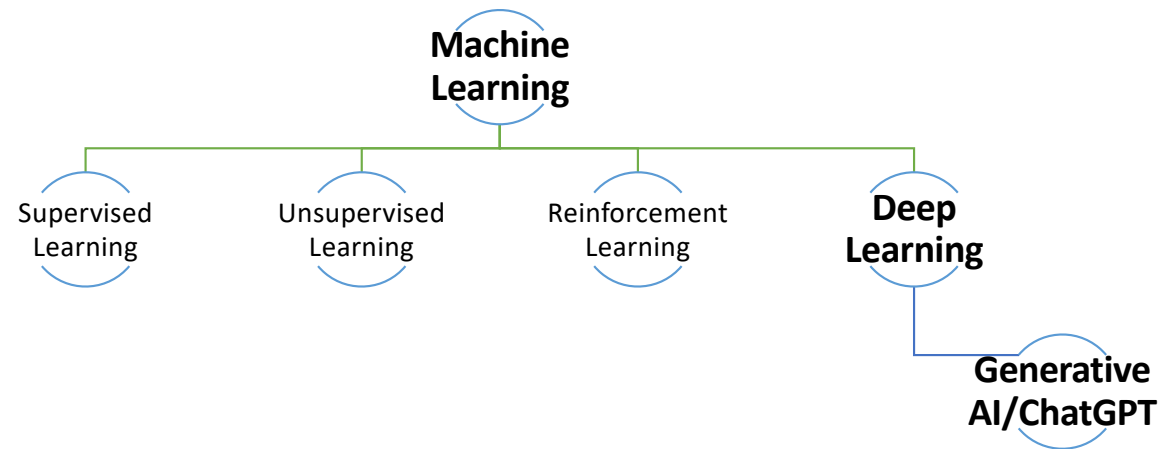 Machine
Learning
Supervised
Learning
Unsupervised
Learning
Reinforcement
Learning
Deep
Learning
Generative
AI/ChatGPT